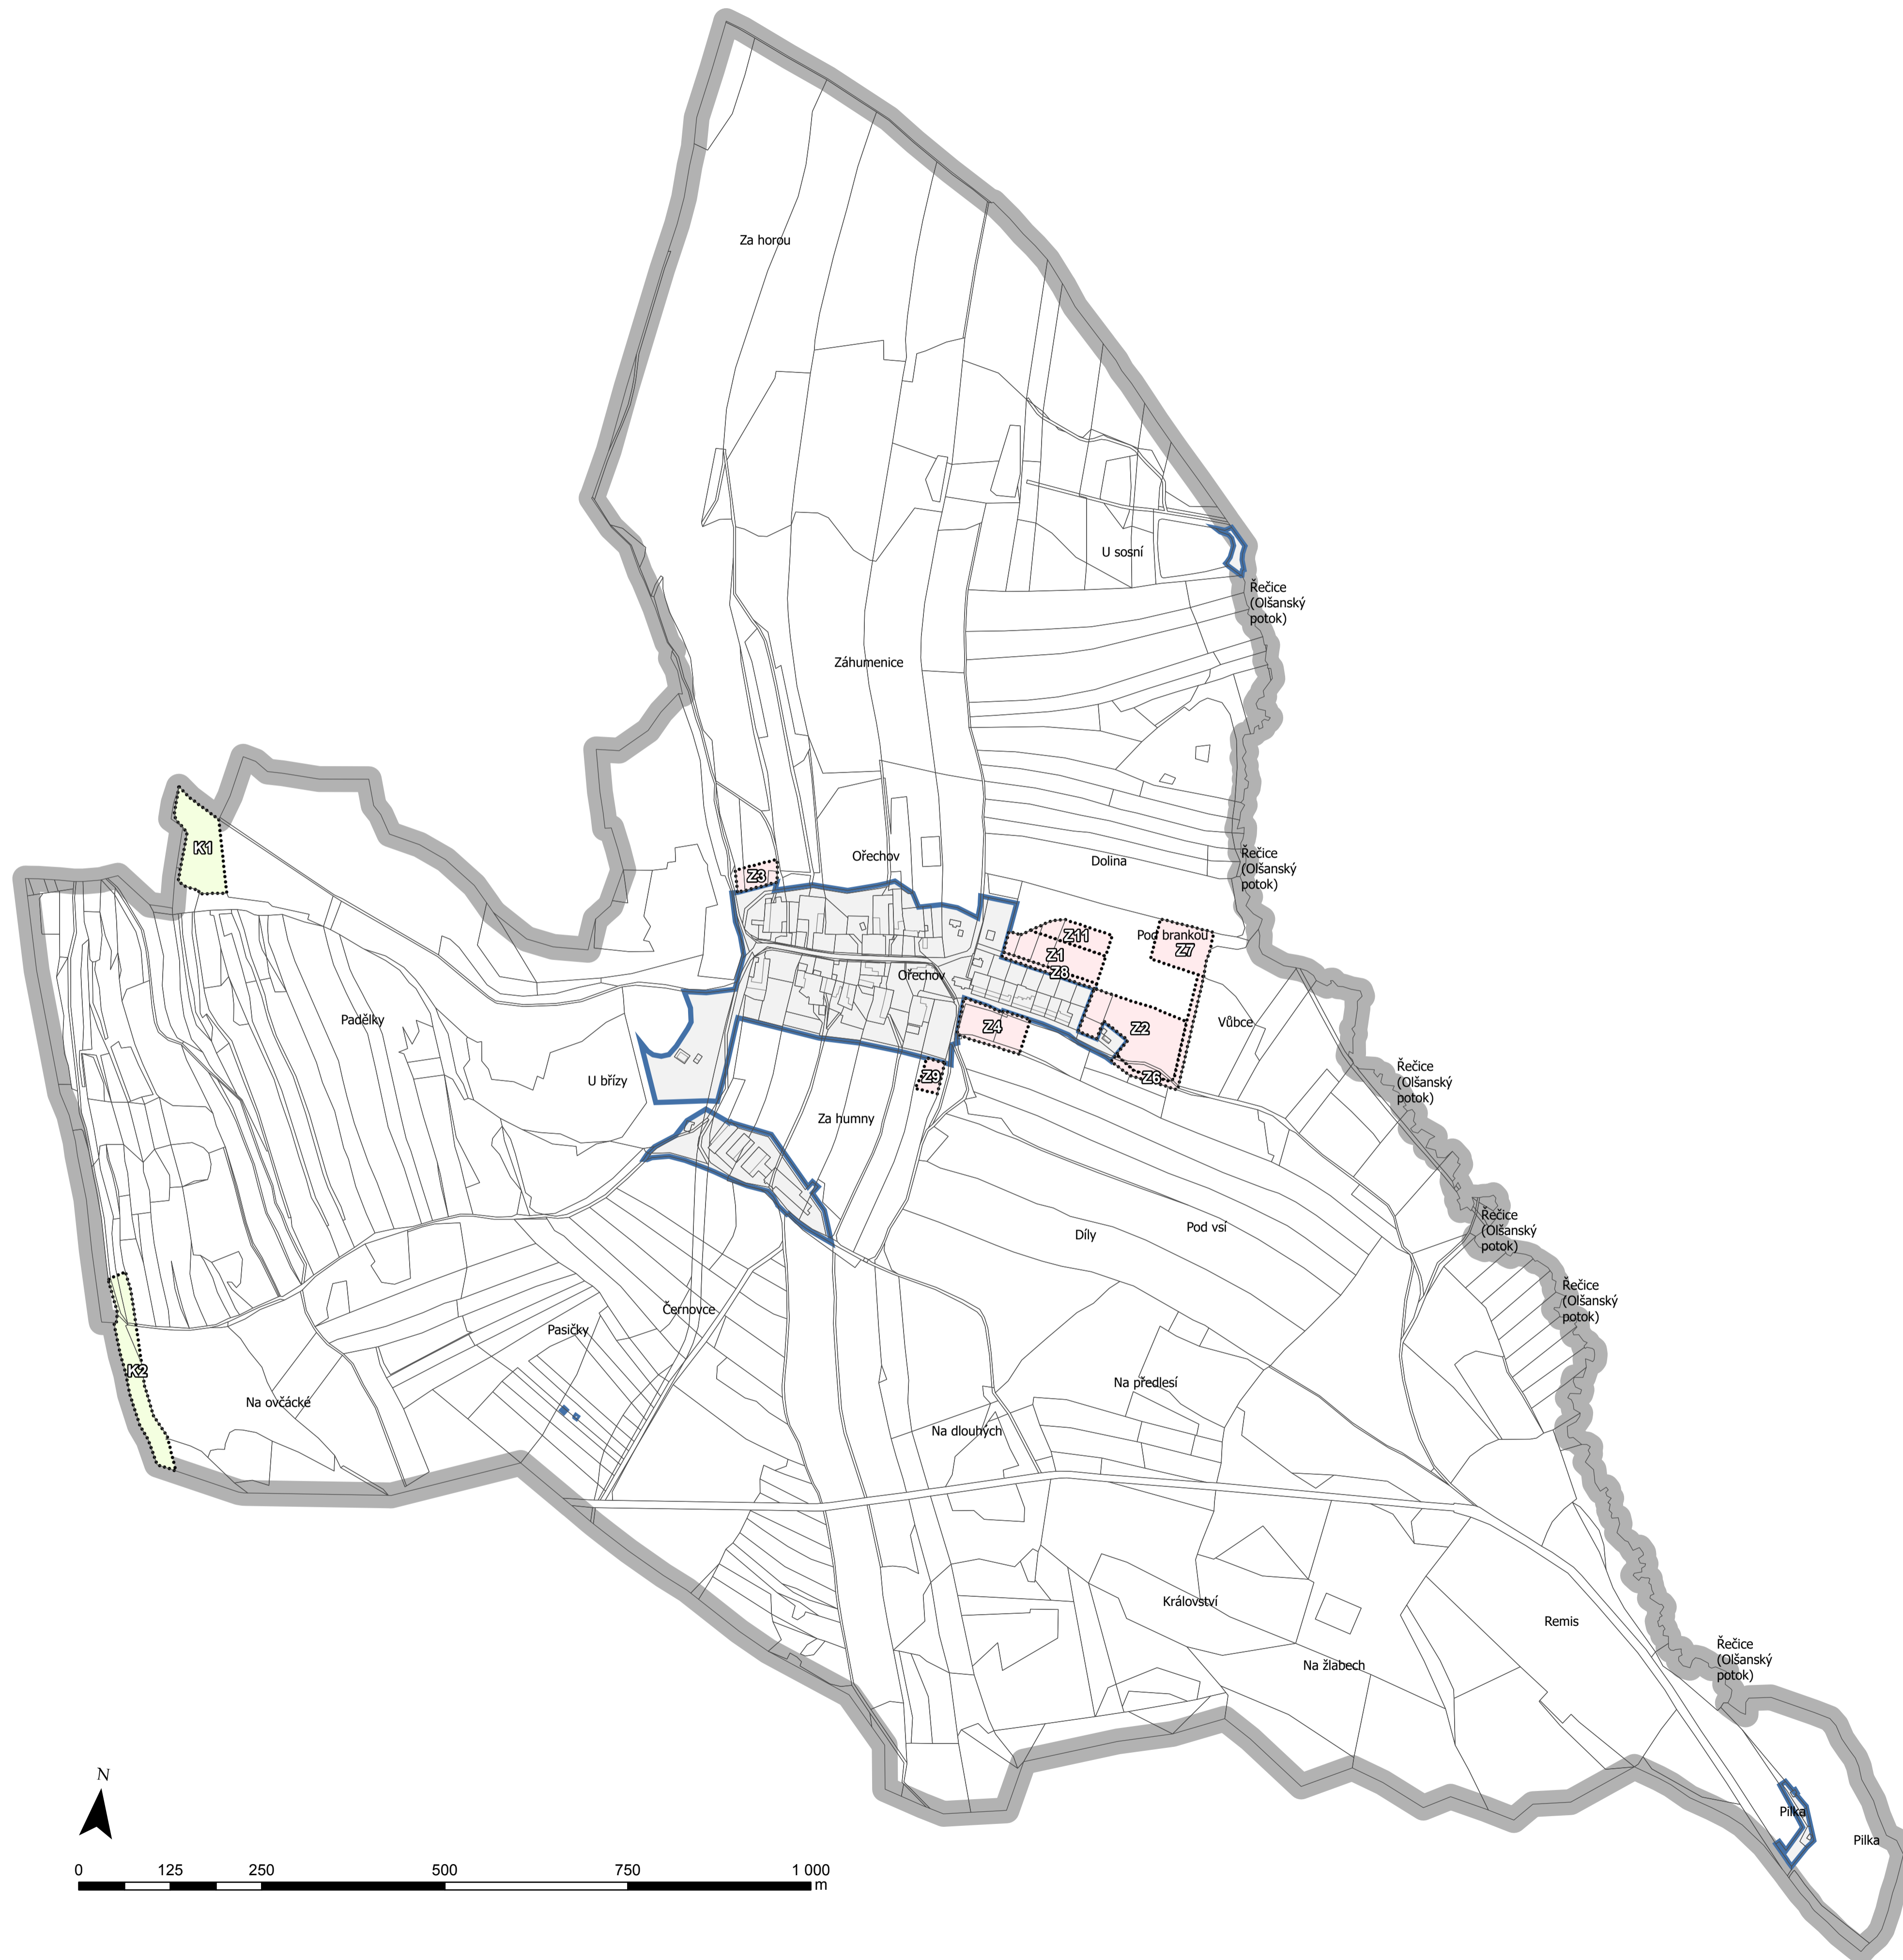 Za horou
U sosní
Řečice
(Olšanský
potok)
Záhumenice
K1
Z3
Ořechov
Dolina
Řečice
(Olšanský
potok)
Z11
Pod brankou
Z7
Z1
Z8
Ořechov
Padělky
Z4
Z2
Vůbce
U břízy
Z9
Z6
Řečice
(Olšanský
potok)
Za humny
Díly
Pod vsí
Řečice
(Olšanský
potok)
Řečice
(Olšanský
potok)
Černovce
Pasičky
K2
Na ovčácké
Na předlesí
Na dlouhých
Království
Remis
Na žlabech
Řečice
(Olšanský
potok)
N
Pilka
Pilka
0 125 250 500 750 1 000
m